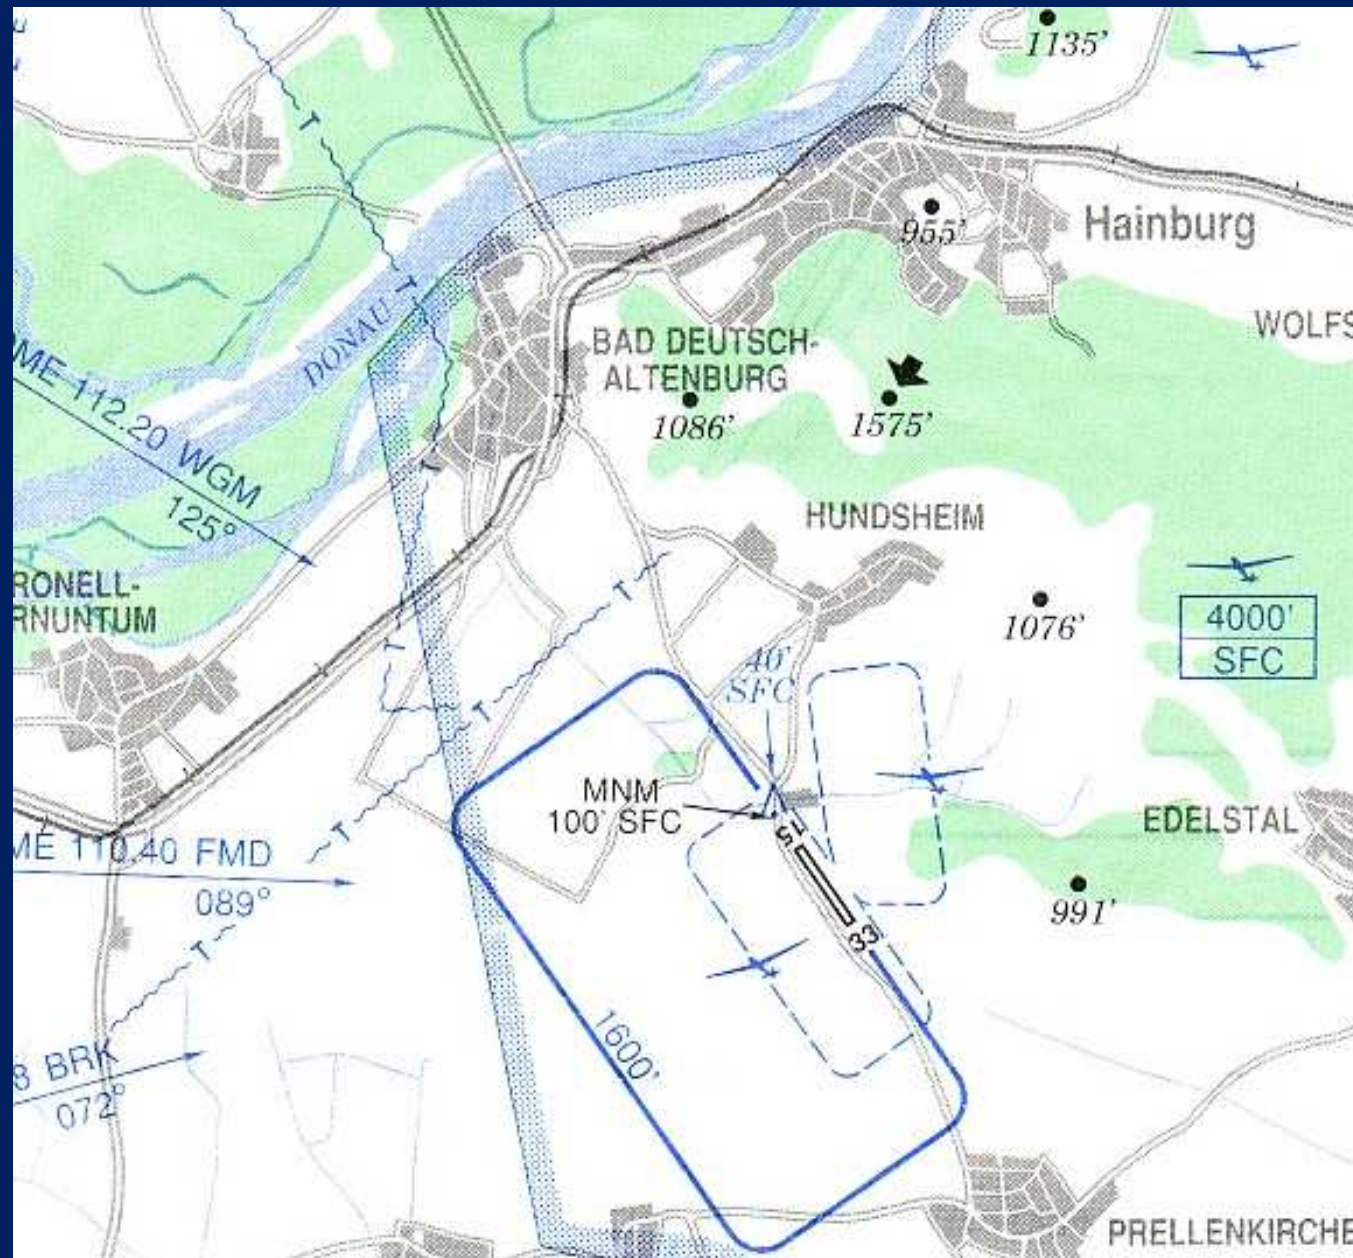 1135'
T
955'
Hainburg
T
DONAU
BAD DEUTSCH-
ALTENBURG
WOLFS
ME 112.20 WGM
125°
1086'
1575'
HUNDSHEIM
T
RONELL-
RNUNTUM
1076'
4000'
SFC
T
T
40'
SFC
T
MNM
100' SFC
EDELSTAL
15
T
ME 110.40 FMD
089°
991'
33
T
1600'
8 BRK
072°
PRELLENKIRCHE